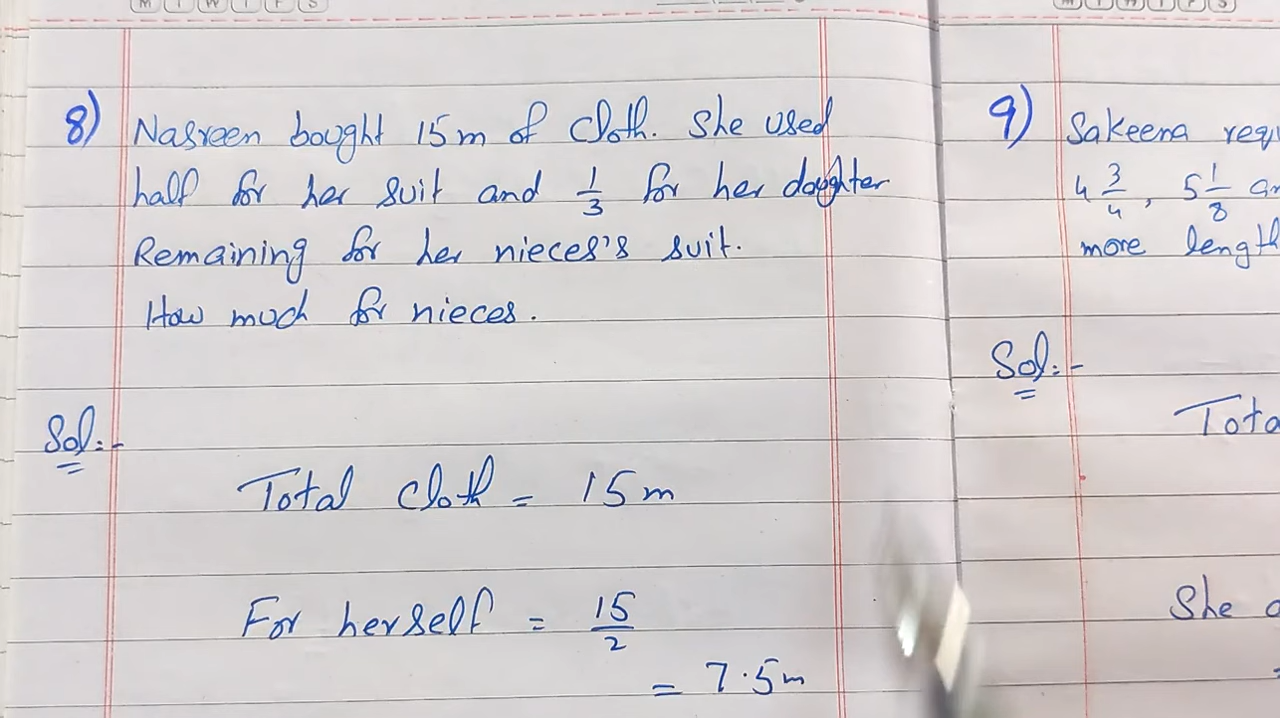 M T W T F S
8) Nasreen bought 15m of cloth. She used
half for her suit and 1/3 for her daughter
Remaining for her nieces's suit.
How much for nieces.
Sol:-
Total cloth = 15m
For herself = 15/2
= 7.5m
9) Sakeena
4 3/4, 5 1/8
more length
Sol:-
She